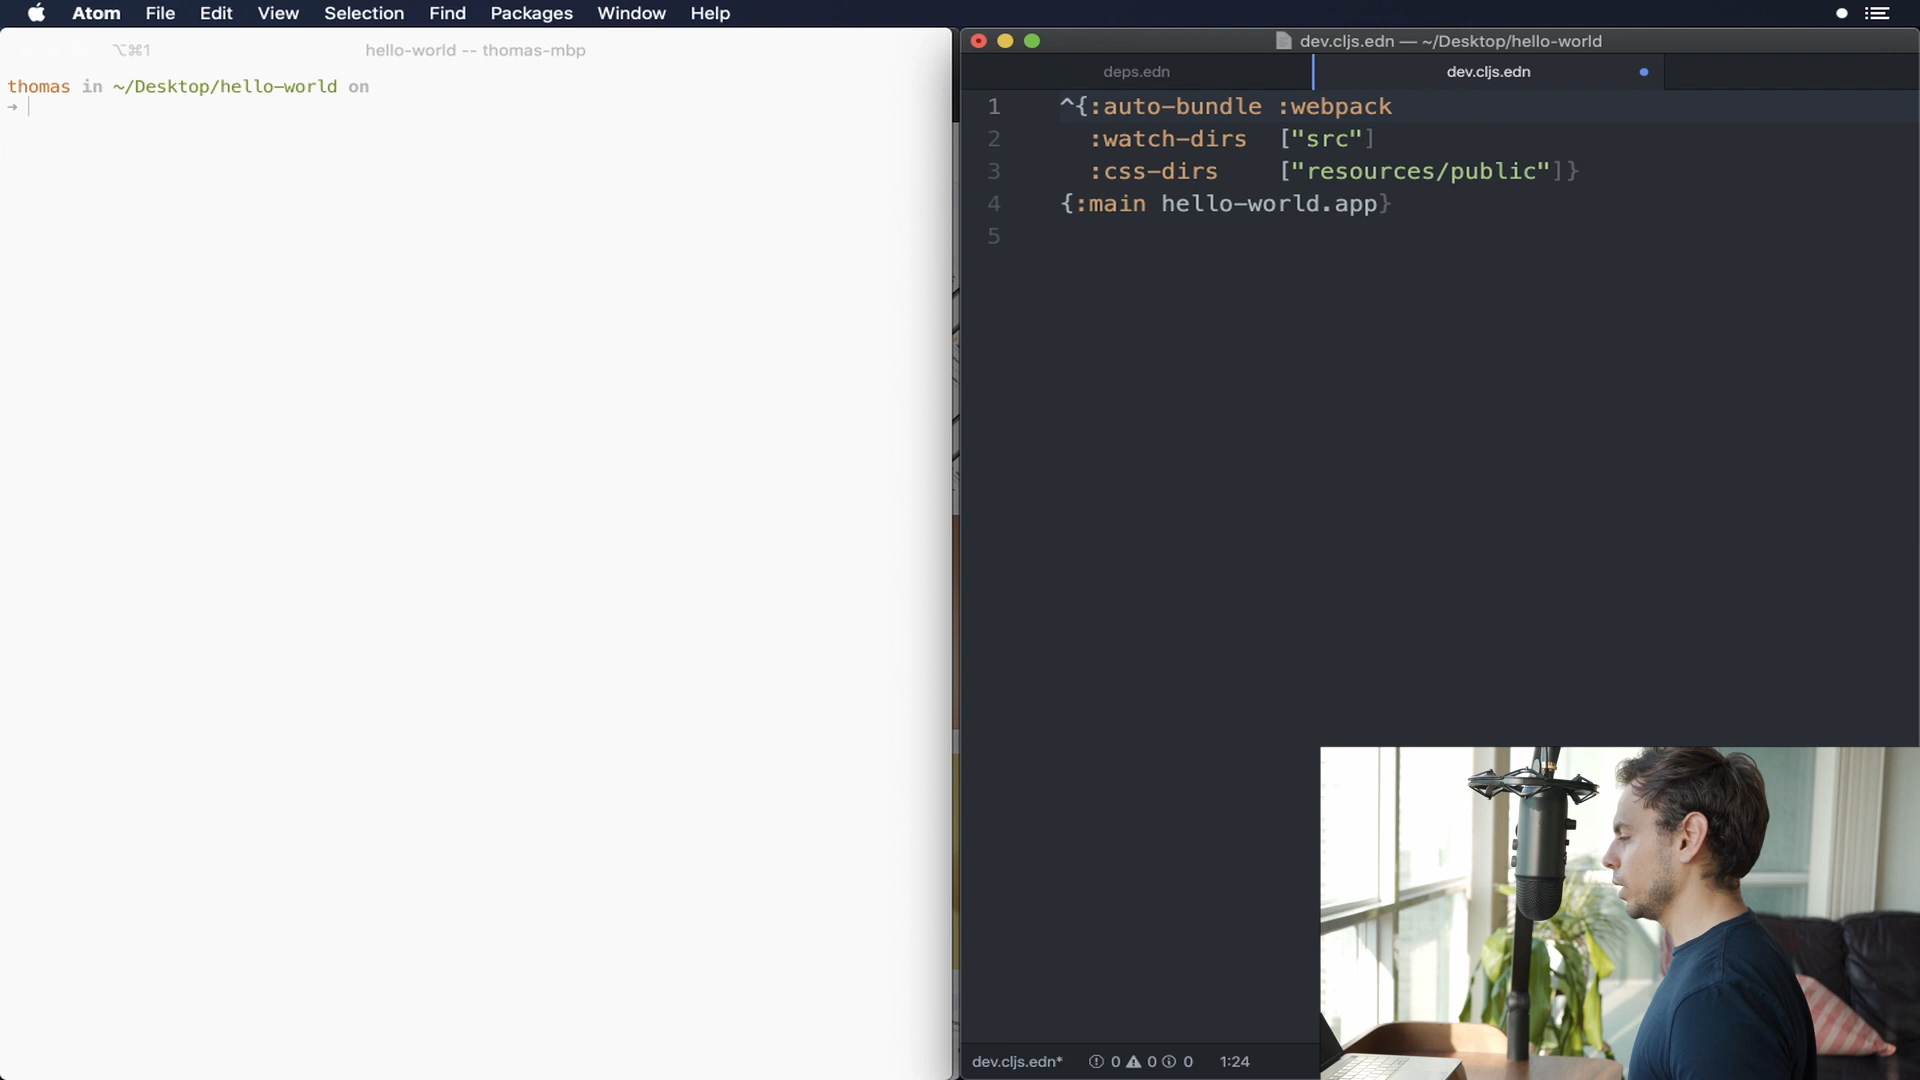 Atom File Edit View Selection Find Packages Window Help
⌥⌘1 hello-world -- thomas-mbp
thomas in ~/Desktop/hello-world on
➜
dev.cljs.edn — ~/Desktop/hello-world
deps.edn dev.cljs.edn
1 ^{:auto-bundle :webpack
2 :watch-dirs ["src"]
3 :css-dirs ["resources/public"]}
4 {:main hello-world.app}
5
dev.cljs.edn* 0 0 0 1:24